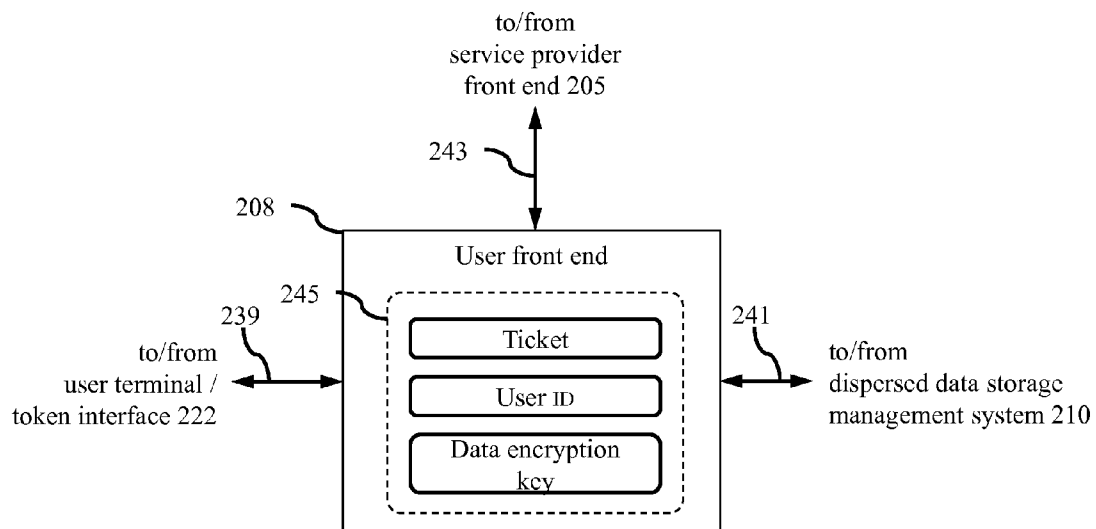 to/from
service provider
front end 205
243
208
User front end
245
239
241
Ticket
to/from
user terminal /
token interface 222
to/from
dispersed data storage
management system 210
User ID
Data encryption
key